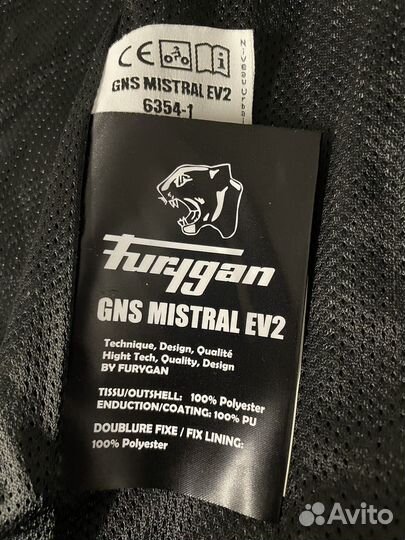 CE
GNS MISTRAL EV2
6354-1
Niveau Urbai
Furygan
GNS MISTRAL EV2
Technique, Design, Qualité
Hight Tech, Quality, Design
BY FURYGAN
TISSU/OUTSHELL: 100% Polyester
ENDUCTION/COATING: 100% PU
DOUBLURE FIXE / FIX LINING:
100% Polyester
Avito